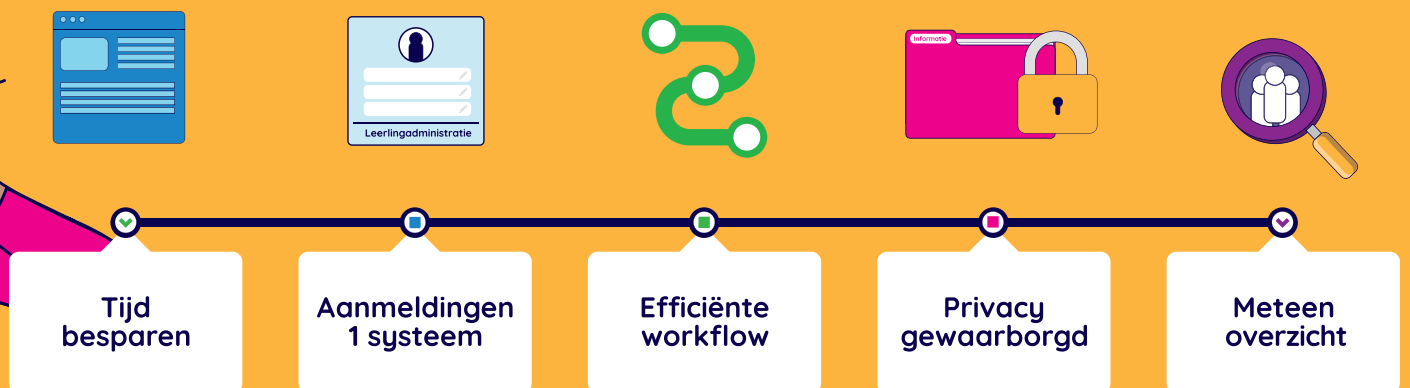 Informatie
Leerlingadministratie
Tijd
besparen
Aanmeldingen
1 systeem
Efficiënte
workflow
Privacy
gewaarborgd
Meteen
overzicht